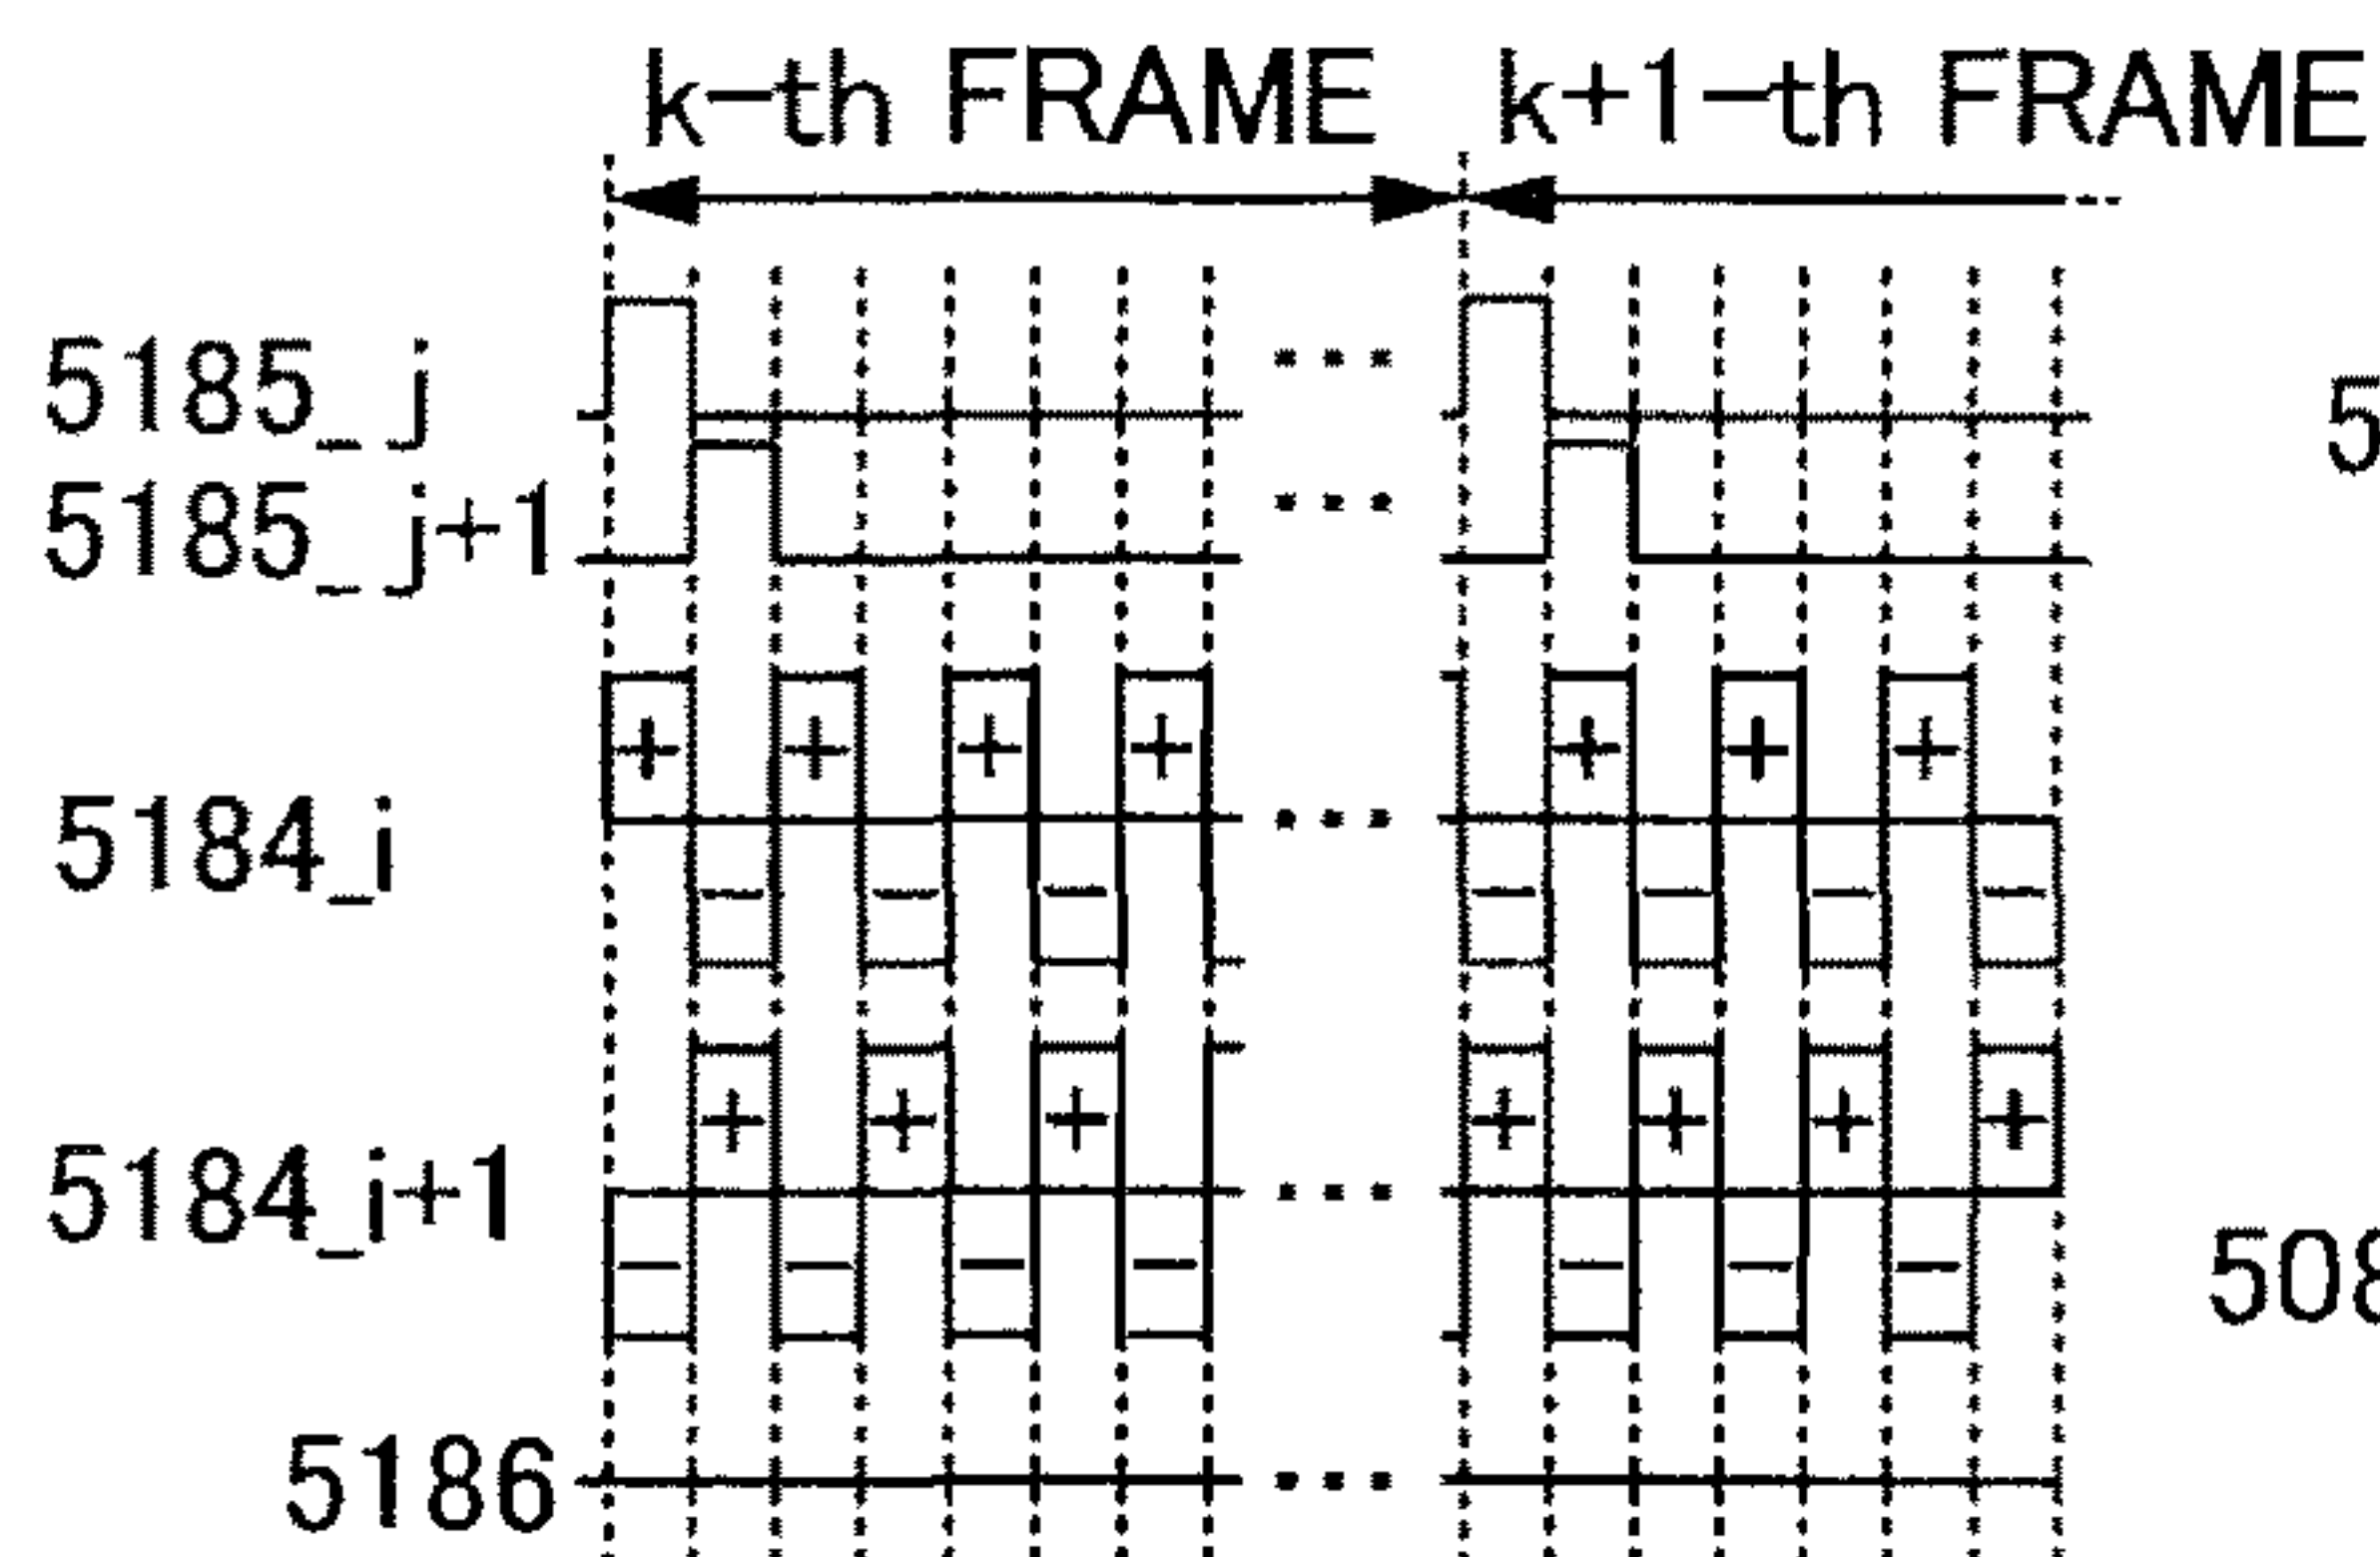 k-th FRAME k+1-th FRAME
5185_j
5185_j+1
+ + + + + + +
5184_i
- - - - - - -
+ + + + + + +
5184_i+1
- - - - - - -
5186